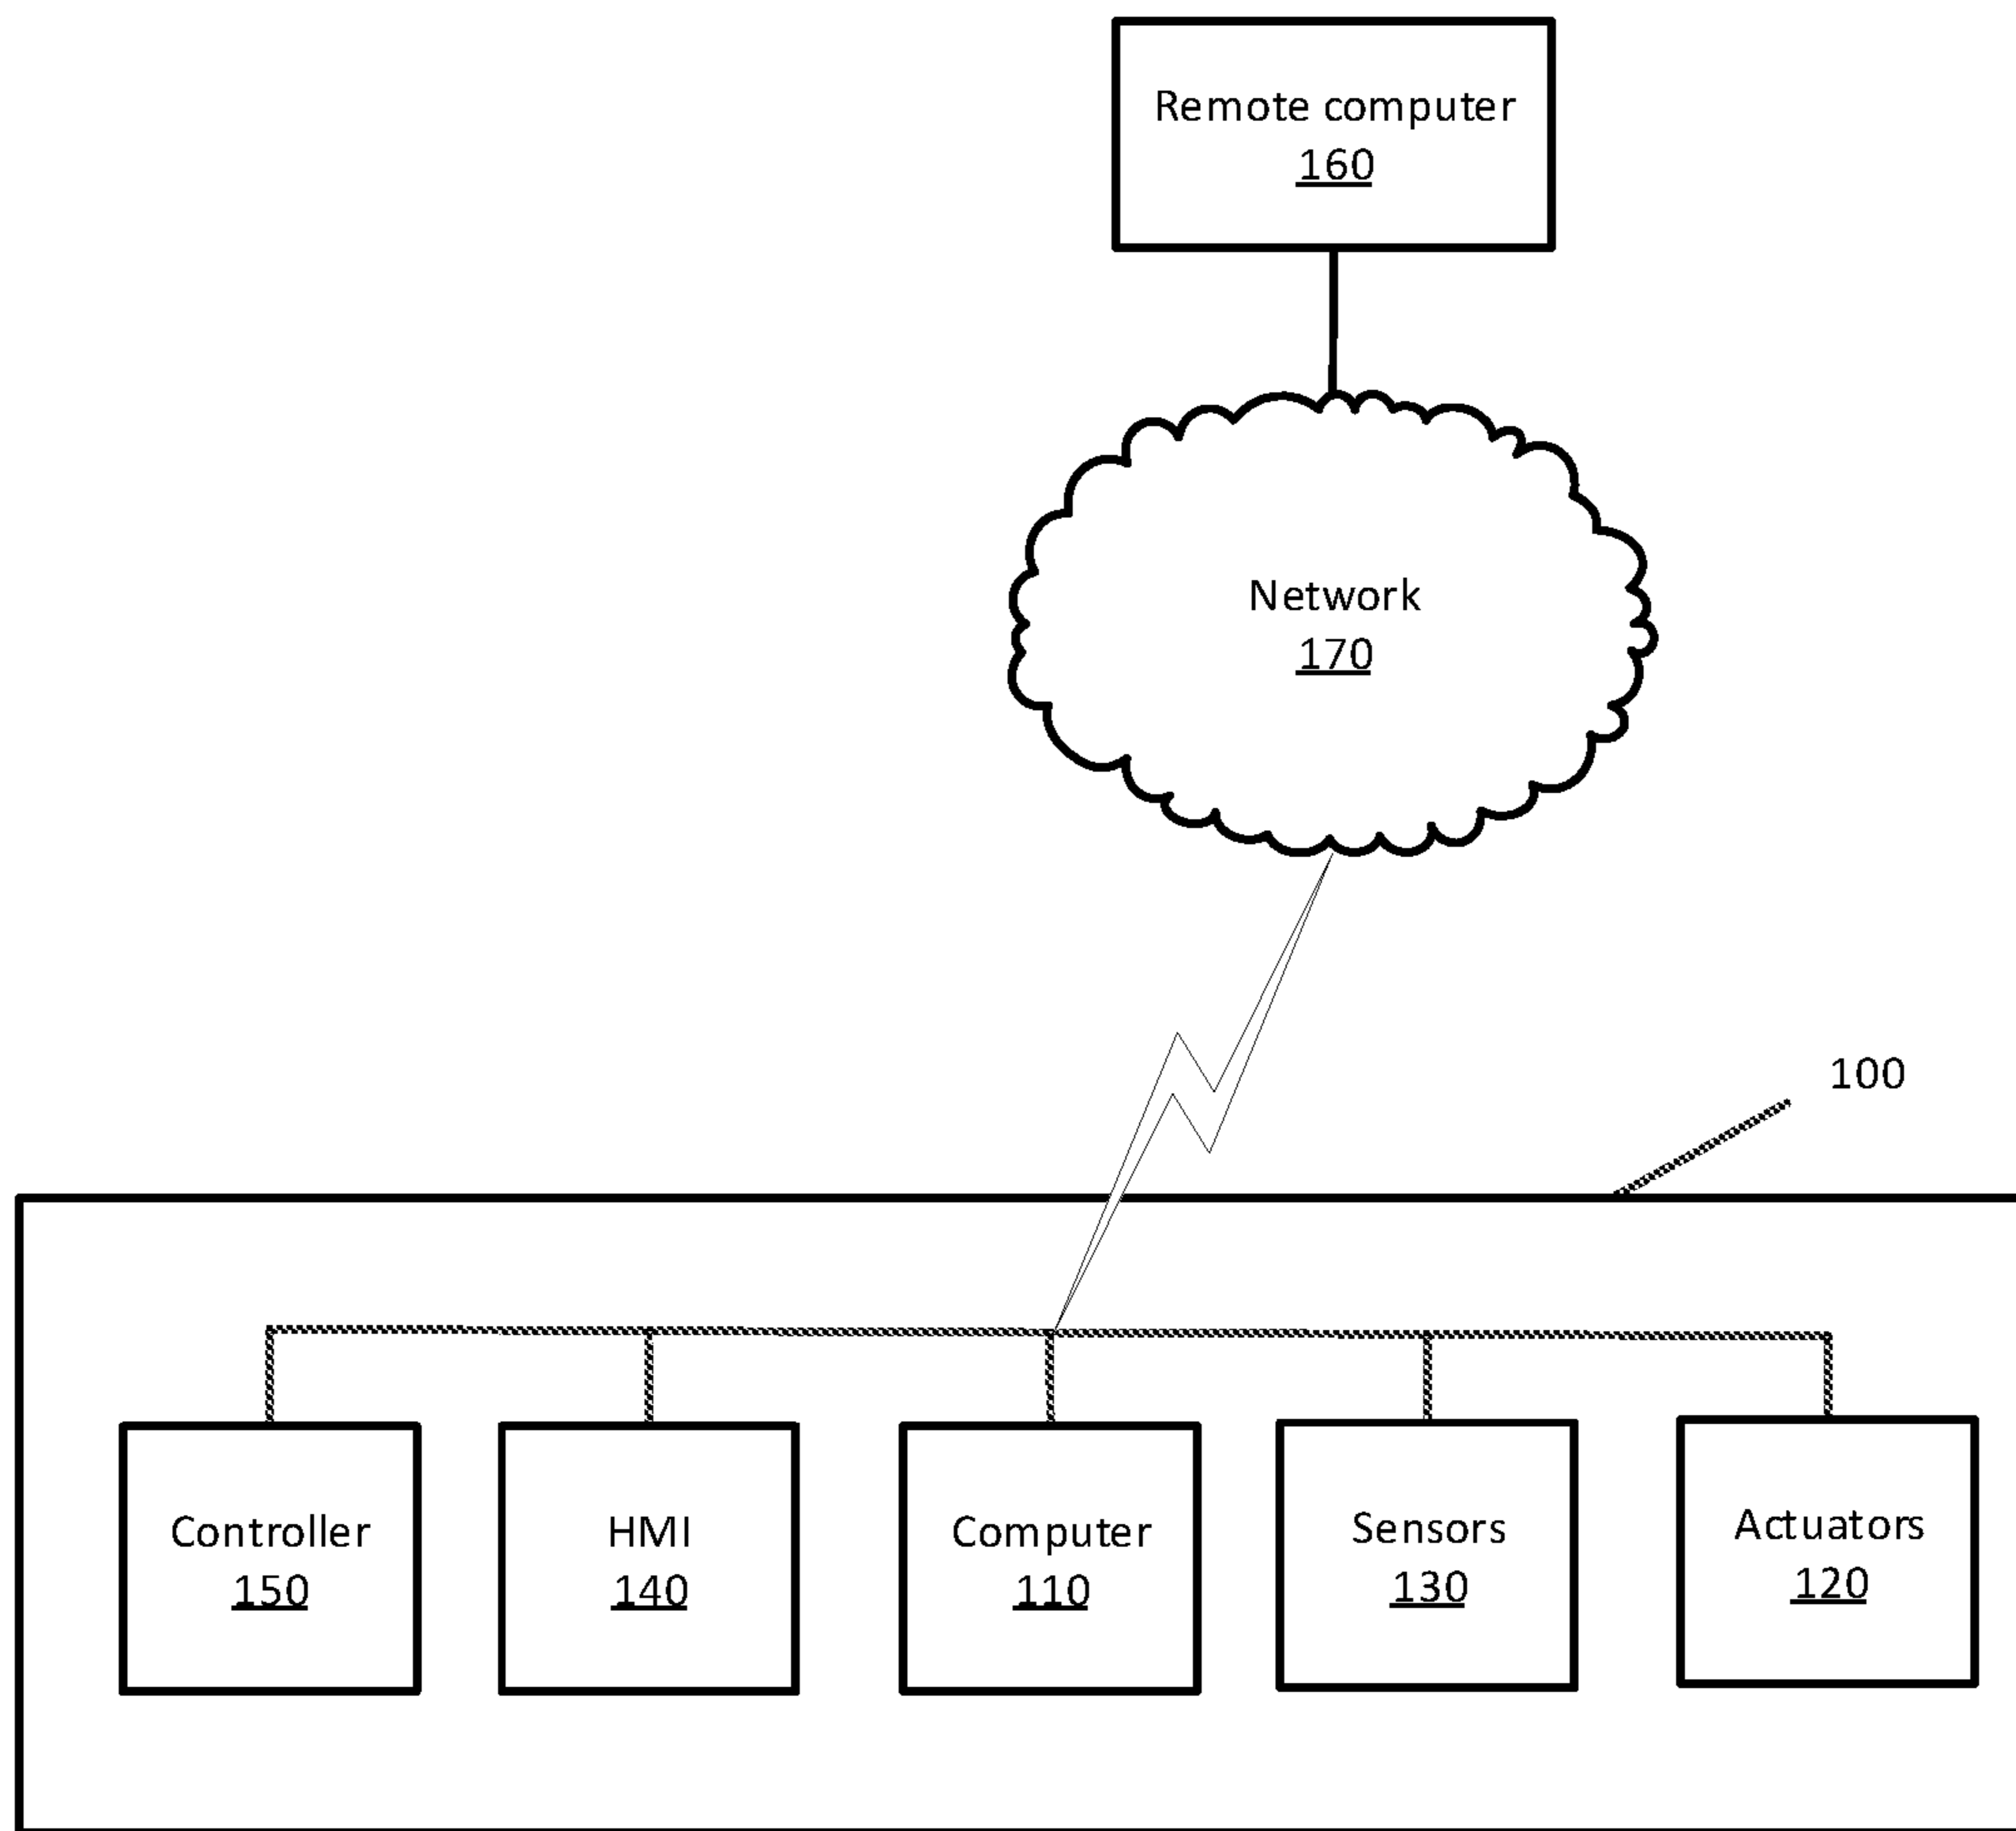 Remote computer
160
Network
170
100
Controller
150
HMI
140
Computer
110
Sensors
130
Actuators
120